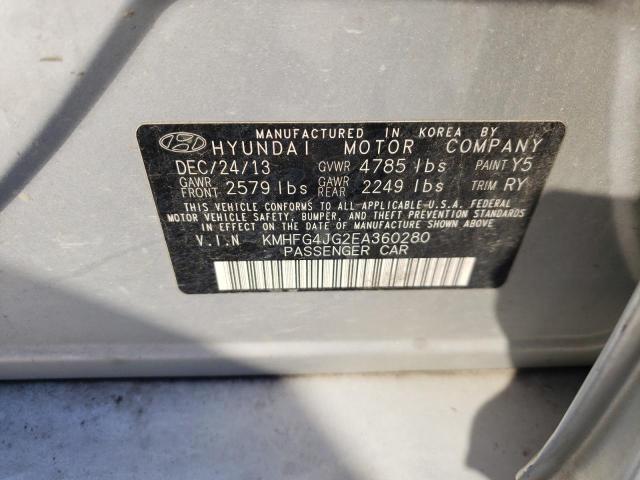 MANUFACTURED IN KOREA BY
HYUNDAI MOTOR COMPANY
DEC/24/13 GVWR 4785 lbs PAINT Y5
GAWR FRONT 2579 lbs GAWR REAR 2249 lbs TRIM RY
THIS VEHICLE CONFORMS TO ALL APPLICABLE-U.S.A. FEDERAL
MOTOR VEHICLE SAFETY, BUMPER, AND THEFT PREVENTION
STANDARDS IN EFFECT ON THE DATE OF MANUFACTURE SHOWN ABOVE.
V.I.N KMHFG4JG2EA360280
PASSENGER CAR